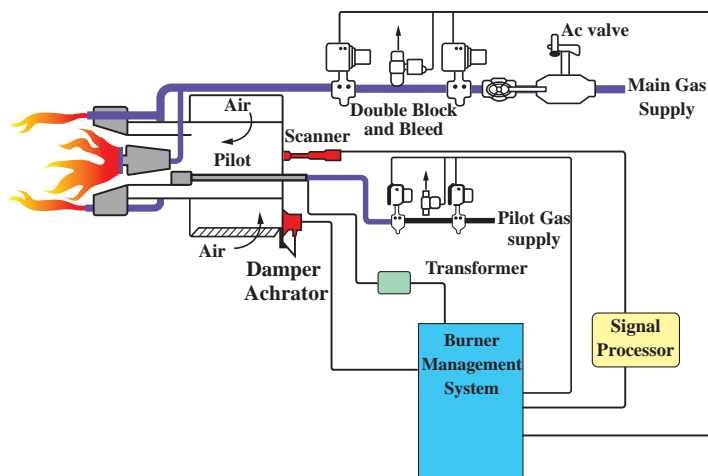 Ac valve
Main Gas
Supply
Double Block
and Bleed
Air
Scanner
Pilot
Pilot Gas
supply
Air
Damper
Achrator
Transformer
Burner
Management
System
Signal
Processor